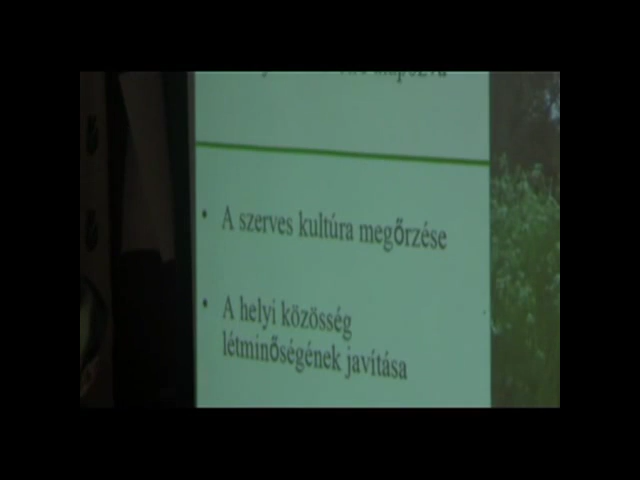 • A szerves kultúra megőrzése
• A helyi közösség
létminőségének javítása